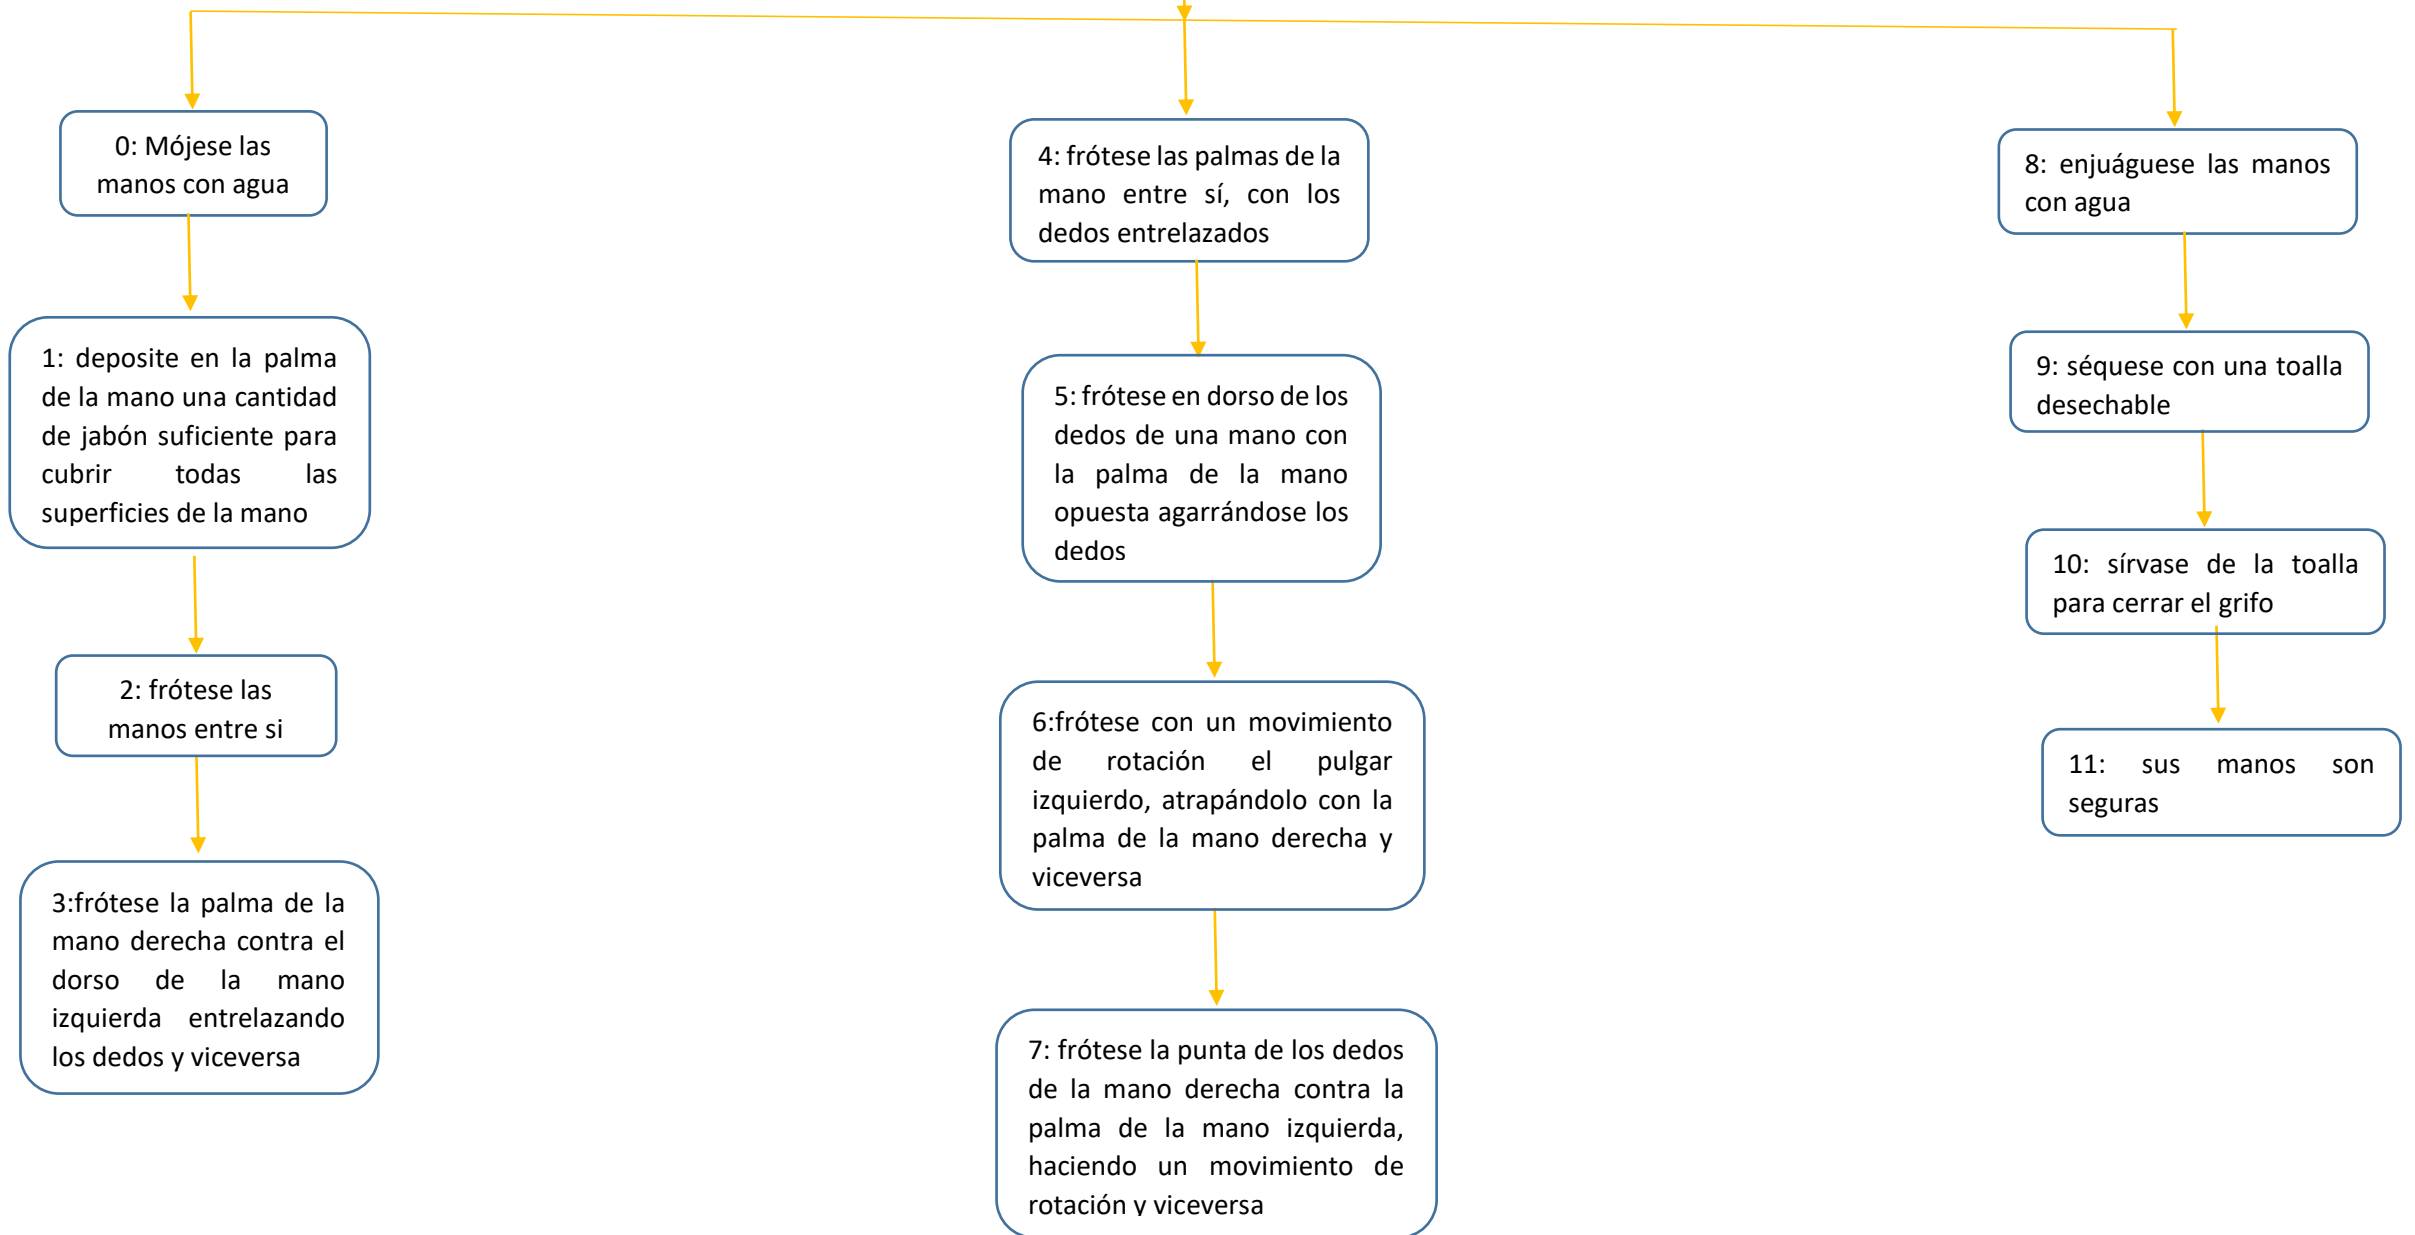 0: Mójese las
manos con agua
1: deposite en la palma
de la mano una cantidad
de jabón suficiente para
cubrir todas las
superficies de la mano
2: frótese las
manos entre si
3:frótese la palma de la
mano derecha contra el
dorso de la mano
izquierda entrelazando
los dedos y viceversa
4: frótese las palmas de la
mano entre sí, con los
dedos entrelazados
5: frótese en dorso de los
dedos de una mano con
la palma de la mano
opuesta agarrándose los
dedos
6:frótese con un movimiento
de rotación el pulgar
izquierdo, atrapándolo con la
palma de la mano derecha y
viceversa
7: frótese la punta de los dedos
de la mano derecha contra la
palma de la mano izquierda,
haciendo un movimiento de
rotación y viceversa
8: enjuáguese las manos
con agua
9: séquese con una toalla
desechable
10: sírvase de la toalla
para cerrar el grifo
11: sus manos son
seguras